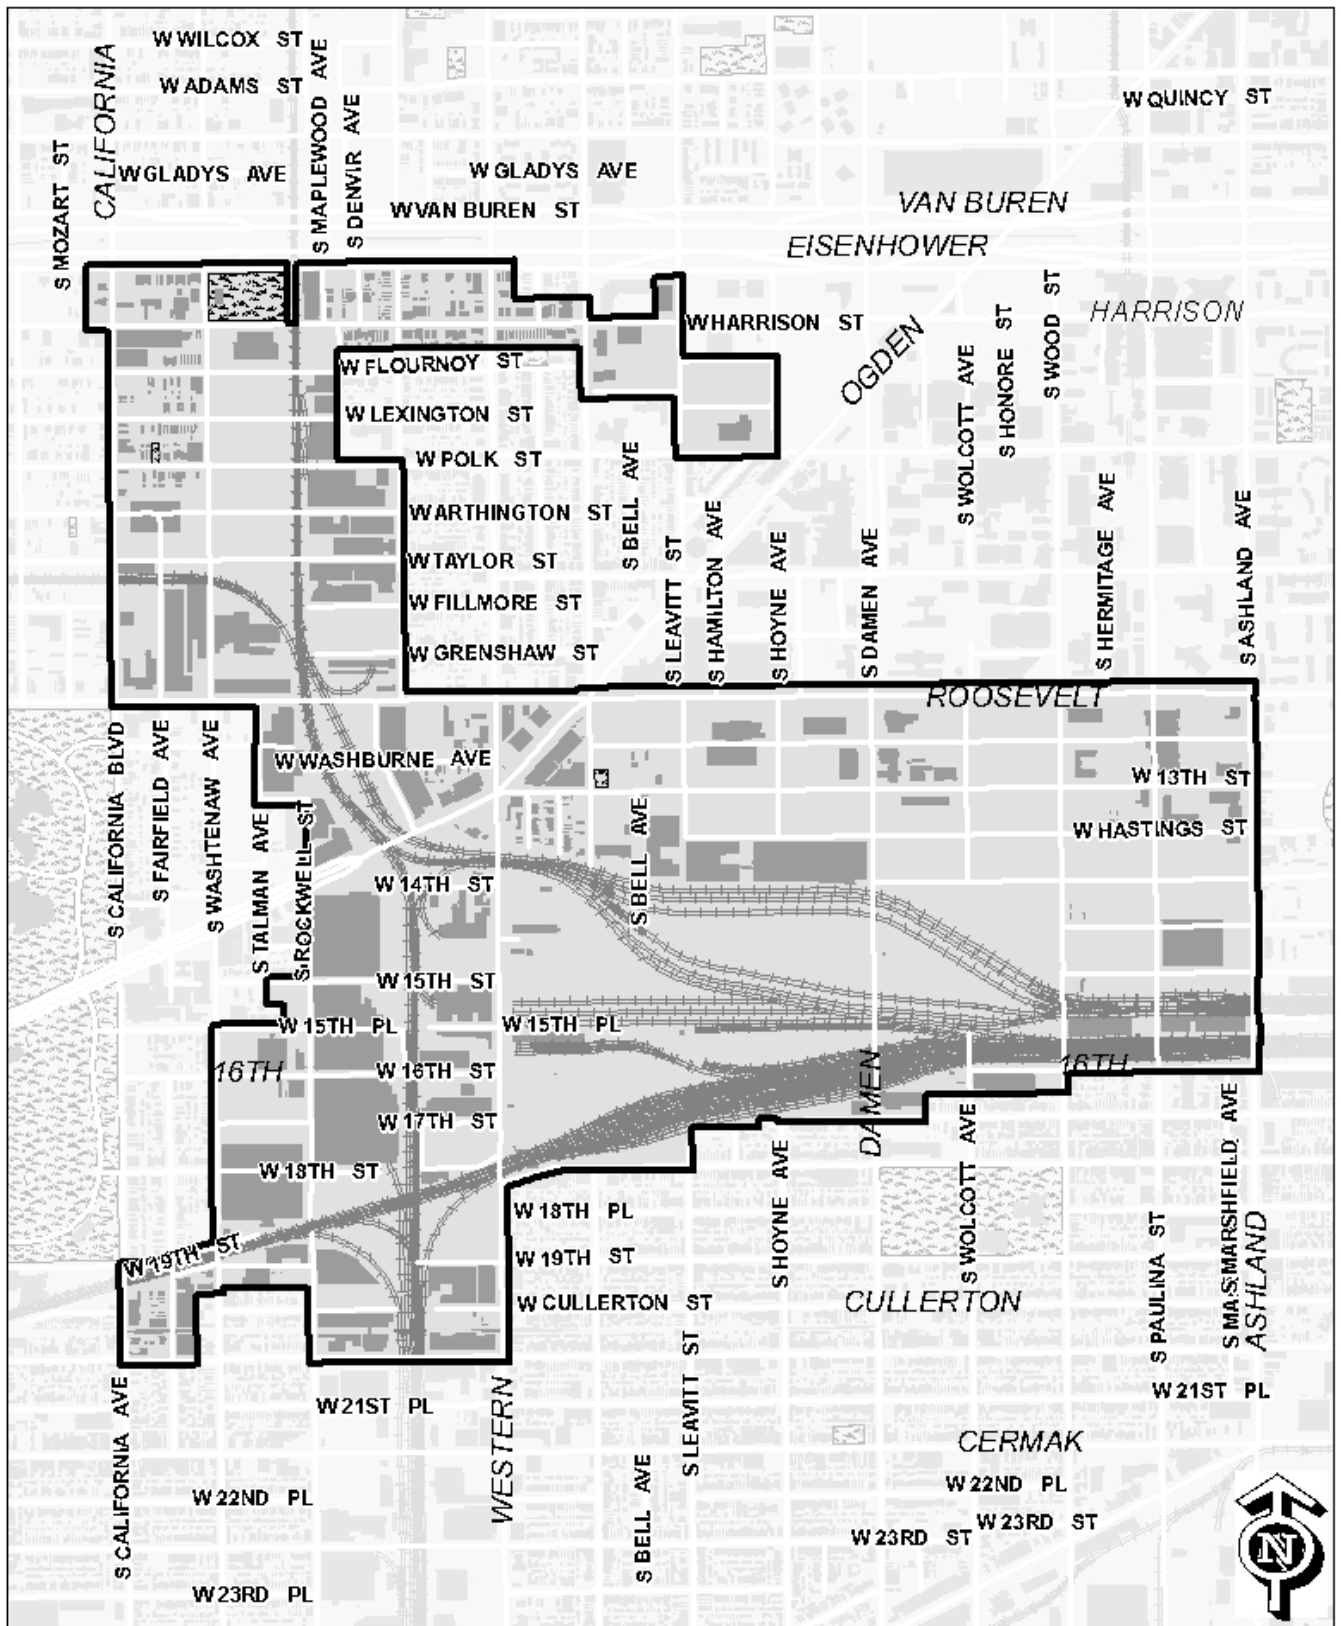 W WILCOX ST
W ADAMS ST
CALIFORNIA
S MAPLEWOOD AVE
S DENVIR AVE
W QUINCY ST
S MOZART ST
W GLADYS AVE
W GLADYS AVE
W VAN BUREN ST
VAN BUREN
EISENHOWER
HARRISON
W HARRISON ST
OGDEN
S WOLCOTT AVE
S HONORE ST
S WOOD ST
W FLOURNOY ST
W LEXINGTON ST
W POLK ST
W ARTHINGTON ST
W TAYLOR ST
W FILLMORE ST
W GRENSHAW ST
S BELL AVE
S LEAVITT ST
S HAMILTON AVE
S HOYNE AVE
S DAMEN AVE
S HERMITAGE AVE
S ASHLAND AVE
ROOSEVELT
S CALIFORNIA BLVD
S FAIRFIELD AVE
S WASHTENAW AVE
S TALMAN AVE
S ROCKWELL ST
W WASHBURNE AVE
W 13TH ST
W HASTINGS ST
S BELL AVE
W 14TH ST
W 15TH ST
W 15TH PL
W 15TH PL
16TH
W 16TH ST
16TH
W 17TH ST
DAMEN
W 18TH ST
W 19TH ST
W 18TH PL
W 19TH ST
W CULLERTON ST
S HOYNE AVE
S WOLCOTT AVE
CULLERTON
S PAULINA ST
S MARSHFIELD AVE
ASHLAND
S LEAVITT ST
W 21ST PL
W 21ST PL
S CALIFORNIA AVE
WESTERN
CERMAK
W 22ND PL
W 22ND PL
S BELL AVE
W 23RD ST
W 23RD ST
W 23RD PL
N